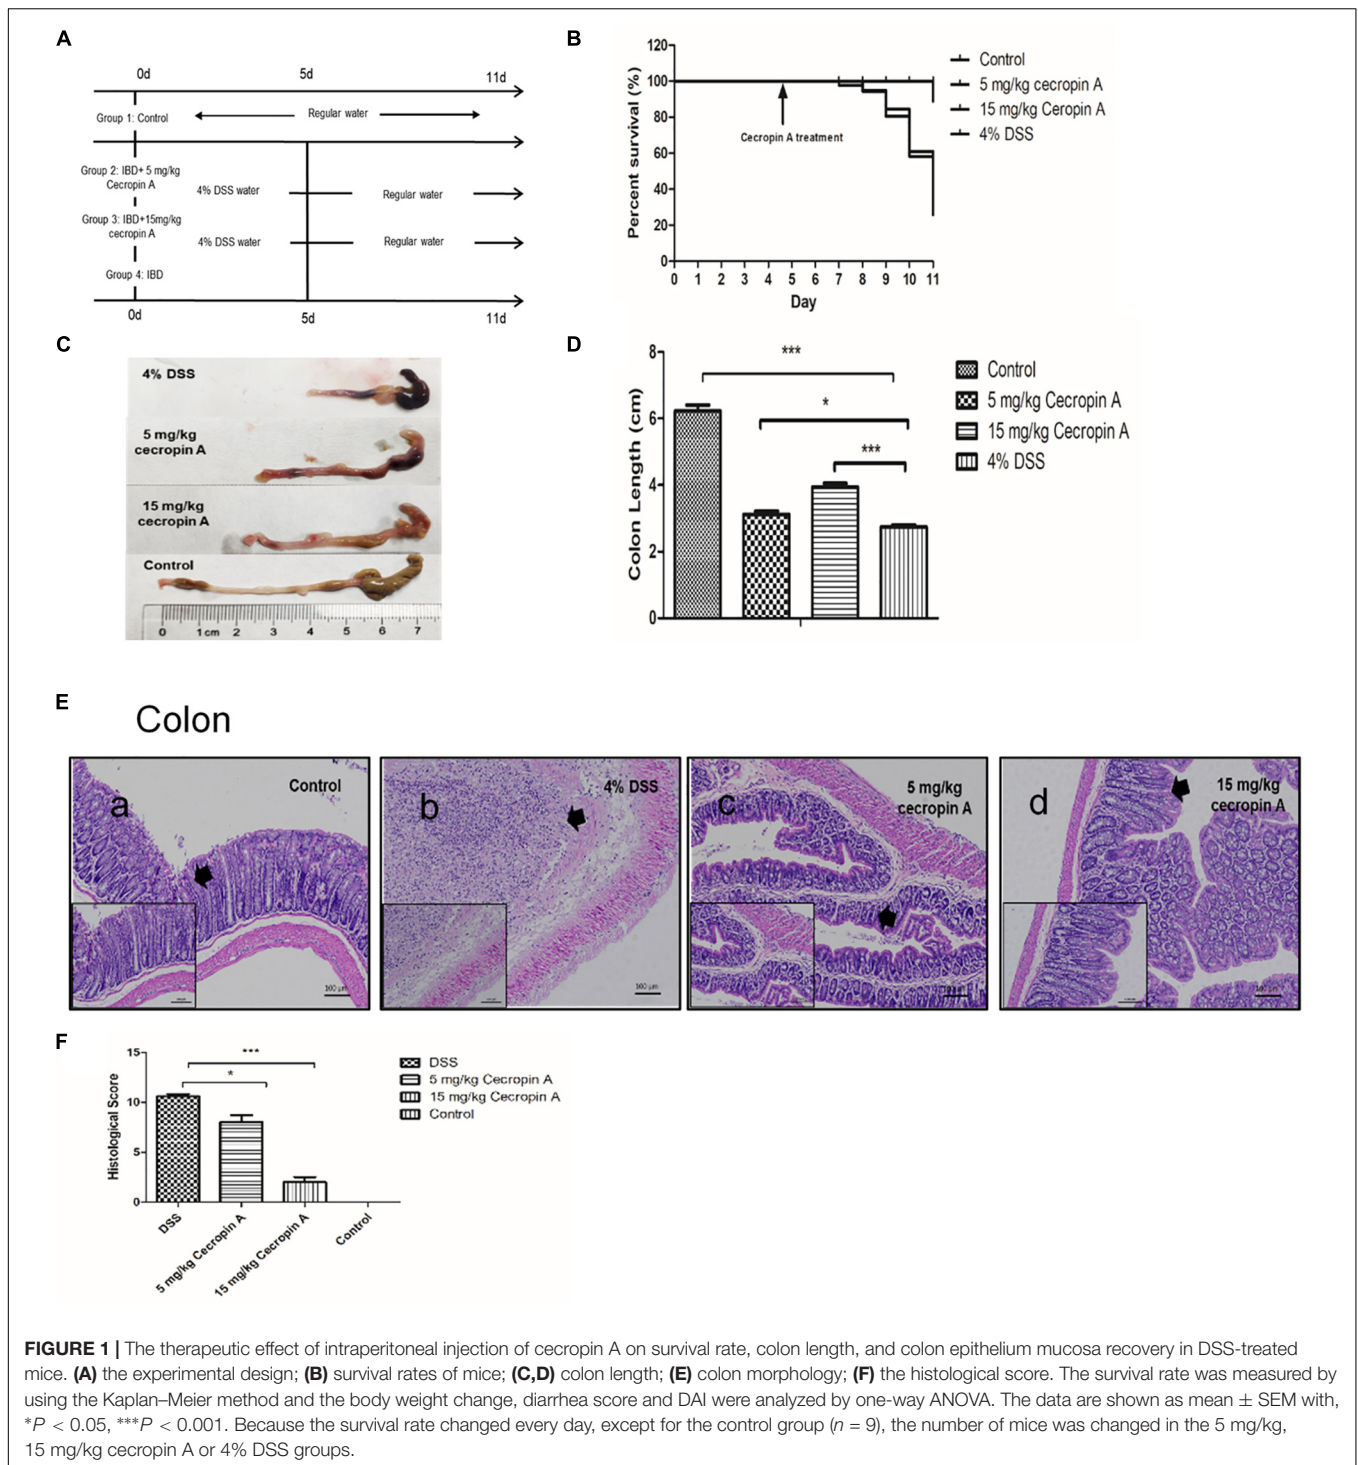 A
0d 5d 11d
Group 1: Control
Regular water
Group 2: IBD+ 5 mg/kg
Cecropin A
4% DSS water
Regular water
Group 3: IBD+15mg/kg
cecropin A
4% DSS water
Regular water
Group 4: IBD
0d 5d 11d
B
Percent survival (%)
120
100
80
60
40
20
0
0 1 2 3 4 5 6 7 8 9 10 11
Day
Cecropin A treatment
Control
5 mg/kg cecropin A
15 mg/kg Ceropin A
4% DSS
C
4% DSS
5 mg/kg
cecropin A
15 mg/kg
cecropin A
Control
0 1cm 2 3 4 5 6 7
D
Colon Length (cm)
8
6
4
2
0
***
*
***
Control
5 mg/kg Cecropin A
15 mg/kg Cecropin A
4% DSS
E
Colon
a
Control
100 μm
b
4% DSS
100 μm
c
5 mg/kg
cecropin A
100 μm
d
15 mg/kg
cecropin A
100 μm
F
Histological Score
15
10
5
0
***
*
DSS
5 mg/kg Cecropin A
15 mg/kg Cecropin A
Control
DSS
5 mg/kg Cecropin A
15 mg/kg Cecropin A
Control
FIGURE 1 | The therapeutic effect of intraperitoneal injection of cecropin A on survival rate, colon length, and colon epithelium mucosa recovery in DSS-treated
mice. (A) the experimental design; (B) survival rates of mice; (C,D) colon length; (E) colon morphology; (F) the histological score. The survival rate was measured by
using the Kaplan–Meier method and the body weight change, diarrhea score and DAI were analyzed by one-way ANOVA. The data are shown as mean ± SEM with,
*P < 0.05, ***P < 0.001. Because the survival rate changed every day, except for the control group (n = 9), the number of mice was changed in the 5 mg/kg,
15 mg/kg cecropin A or 4% DSS groups.